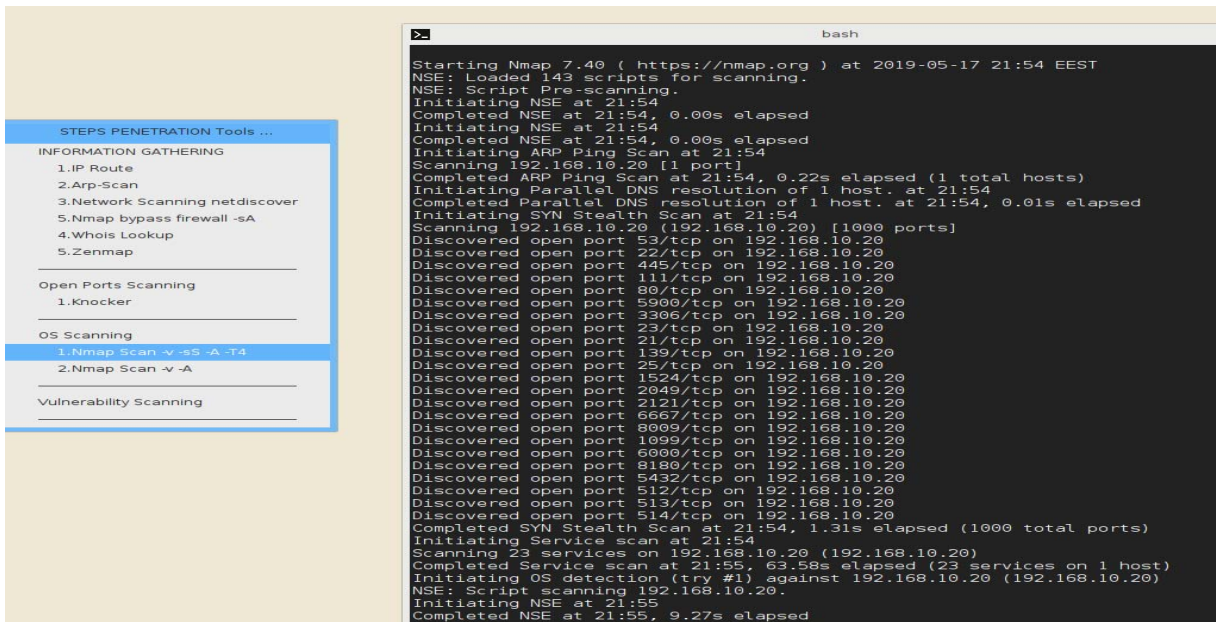 STEPS PENETRATION Tools ...
INFORMATION GATHERING
1.IP Route
2.Arp-Scan
3.Network Scanning netdiscover
5.Nmap bypass firewall -sA
4.Whois Lookup
5.Zenmap
Open Ports Scanning
1.Knocker
OS Scanning
1.Nmap Scan -v -sS -A -T4
2.Nmap Scan -v -A
Vulnerability Scanning
bash
Starting Nmap 7.40 ( https://nmap.org ) at 2019-05-17 21:54 EEST
NSE: Loaded 143 scripts for scanning.
NSE: Script Pre-scanning.
Initiating NSE at 21:54
Completed NSE at 21:54, 0.00s elapsed
Initiating NSE at 21:54
Completed NSE at 21:54, 0.00s elapsed
Initiating ARP Ping Scan at 21:54
Scanning 192.168.10.20 [1 port]
Completed ARP Ping Scan at 21:54, 0.22s elapsed (1 total hosts)
Initiating Parallel DNS resolution of 1 host. at 21:54
Completed Parallel DNS resolution of 1 host. at 21:54, 0.01s elapsed
Initiating SYN Stealth Scan at 21:54
Scanning 192.168.10.20 (192.168.10.20) [1000 ports]
Discovered open port 53/tcp on 192.168.10.20
Discovered open port 22/tcp on 192.168.10.20
Discovered open port 445/tcp on 192.168.10.20
Discovered open port 111/tcp on 192.168.10.20
Discovered open port 80/tcp on 192.168.10.20
Discovered open port 5900/tcp on 192.168.10.20
Discovered open port 3306/tcp on 192.168.10.20
Discovered open port 23/tcp on 192.168.10.20
Discovered open port 21/tcp on 192.168.10.20
Discovered open port 139/tcp on 192.168.10.20
Discovered open port 25/tcp on 192.168.10.20
Discovered open port 1524/tcp on 192.168.10.20
Discovered open port 2049/tcp on 192.168.10.20
Discovered open port 2121/tcp on 192.168.10.20
Discovered open port 6667/tcp on 192.168.10.20
Discovered open port 8009/tcp on 192.168.10.20
Discovered open port 1099/tcp on 192.168.10.20
Discovered open port 6000/tcp on 192.168.10.20
Discovered open port 8180/tcp on 192.168.10.20
Discovered open port 5432/tcp on 192.168.10.20
Discovered open port 512/tcp on 192.168.10.20
Discovered open port 513/tcp on 192.168.10.20
Discovered open port 514/tcp on 192.168.10.20
Completed SYN Stealth Scan at 21:54, 1.31s elapsed (1000 total ports)
Initiating Service scan at 21:54
Scanning 23 services on 192.168.10.20 (192.168.10.20)
Completed Service scan at 21:55, 63.58s elapsed (23 services on 1 host)
Initiating OS detection (try #1) against 192.168.10.20 (192.168.10.20)
NSE: Script scanning 192.168.10.20.
Initiating NSE at 21:55
Completed NSE at 21:55, 9.27s elapsed